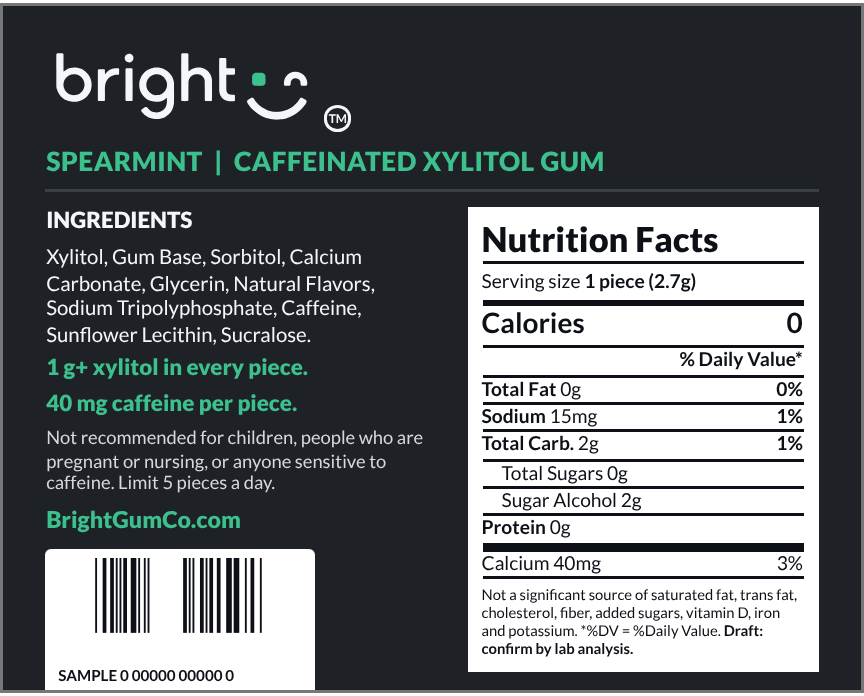 bright
TM
SPEARMINT | CAFFEINATED XYLITOL GUM
INGREDIENTS
Xylitol, Gum Base, Sorbitol, Calcium
Carbonate, Glycerin, Natural Flavors,
Sodium Tripolyphosphate, Caffeine,
Sunflower Lecithin, Sucralose.
1 g+ xylitol in every piece.
40 mg caffeine per piece.
Not recommended for children, people who are
pregnant or nursing, or anyone sensitive to
caffeine. Limit 5 pieces a day.
BrightGumCo.com
SAMPLE 0 00000 00000 0
Nutrition Facts
Serving size 1 piece (2.7g)
Calories 0
% Daily Value*
Total Fat 0g 0%
Sodium 15mg 1%
Total Carb. 2g 1%
Total Sugars 0g
Sugar Alcohol 2g
Protein 0g
Calcium 40mg 3%
Not a significant source of saturated fat, trans fat,
cholesterol, fiber, added sugars, vitamin D, iron
and potassium. *%DV = %Daily Value. Draft:
confirm by lab analysis.